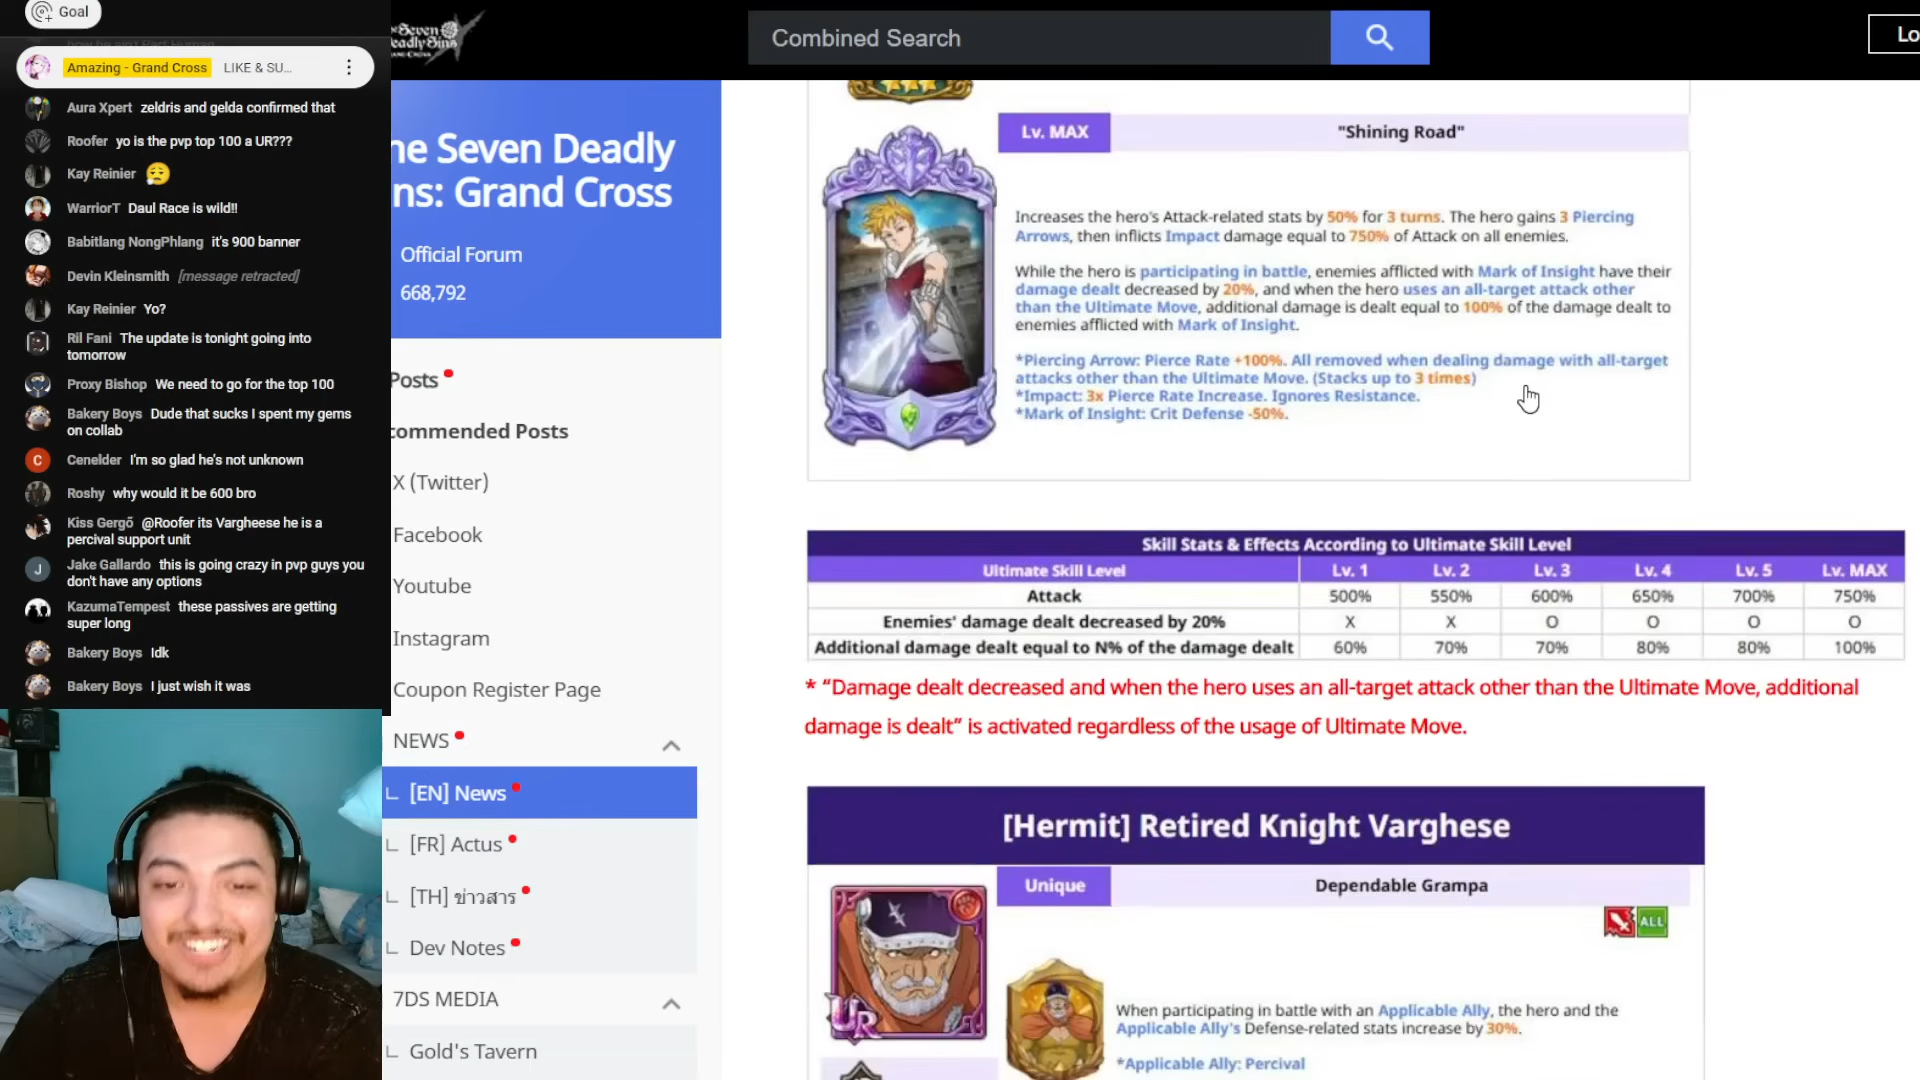 Goal
Amazing - Grand Cross LIKE & SU...
Aura Xpert zeldris and gelda confirmed that
Roofer yo is the pvp top 100 a UR???
Kay Reinier
WarriorT Daul Race is wild!!
Babitlang NongPhlang it's 900 banner
Devin Kleinsmith [message retracted]
Kay Reinier Yo?
Ril Fani The update is tonight going into
tomorrow
Proxy Bishop We need to go for the top 100
Bakery Boys Dude that sucks I spent my gems
on collab
C Cenelder I'm so glad he's not unknown
Roshy why would it be 600 bro
Kiss Gergő @Roofer its Vargheese he is a
percival support unit
J Jake Gallardo this is going crazy in pvp guys you
don't have any options
KazumaTempest these passives are getting
super long
Bakery Boys Idk
Bakery Boys I just wish it was
Seven
eadly Sins
Combined Search
Lo
he Seven Deadly
ns: Grand Cross
Official Forum
668,792
Posts
commended Posts
X (Twitter)
Facebook
Youtube
Instagram
Coupon Register Page
NEWS
[EN] News
[FR] Actus
[TH] ข่าวสาร
Dev Notes
7DS MEDIA
Gold's Tavern
Lv. MAX "Shining Road"
Increases the hero's Attack-related stats by 50% for 3 turns. The hero gains 3 Piercing
Arrows, then inflicts Impact damage equal to 750% of Attack on all enemies.
While the hero is participating in battle, enemies afflicted with Mark of Insight have their
damage dealt decreased by 20%, and when the hero uses an all-target attack other
than the Ultimate Move, additional damage is dealt equal to 100% of the damage dealt to
enemies afflicted with Mark of Insight.
*Piercing Arrow: Pierce Rate +100%. All removed when dealing damage with all-target
attacks other than the Ultimate Move. (Stacks up to 3 times)
*Impact: 3x Pierce Rate Increase. Ignores Resistance.
*Mark of Insight: Crit Defense -50%.
Skill Stats & Effects According to Ultimate Skill Level
Ultimate Skill Level Lv. 1 Lv. 2 Lv. 3 Lv. 4 Lv. 5 Lv. MAX
Attack 500% 550% 600% 650% 700% 750%
Enemies' damage dealt decreased by 20% X X O O O O
Additional damage dealt equal to N% of the damage dealt 60% 70% 70% 80% 80% 100%
* "Damage dealt decreased and when the hero uses an all-target attack other than the Ultimate Move, additional
damage is dealt" is activated regardless of the usage of Ultimate Move.
[Hermit] Retired Knight Varghese
Unique Dependable Grampa
ALL
UR
When participating in battle with an Applicable Ally, the hero and the
Applicable Ally's Defense-related stats increase by 30%.
*Applicable Ally: Percival